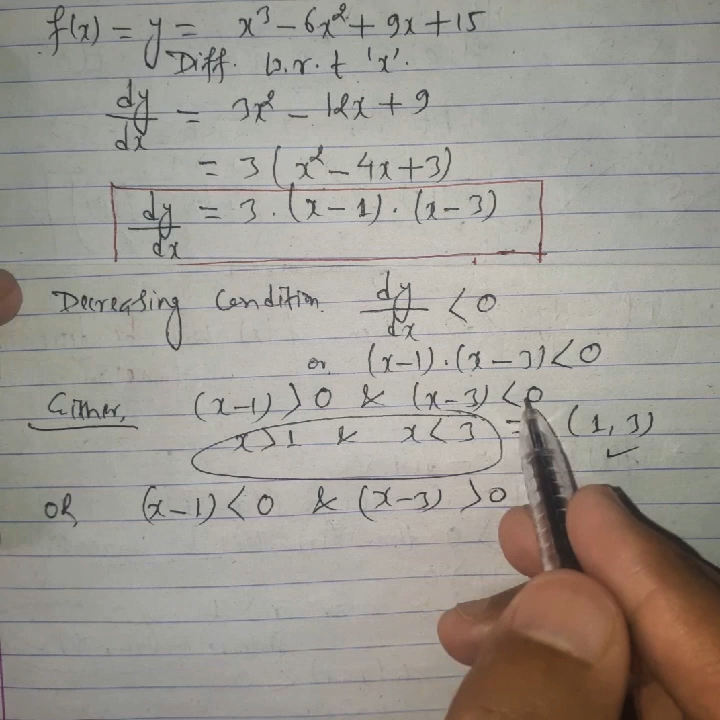 f(x) = y = x³ - 6x² + 9x + 15
Diff. w.r.t 'x'.
dy/dx = 3x² - 12x + 9
= 3(x² - 4x + 3)
dy/dx = 3.(x-1).(x-3)
Decreasing Condition. dy/dx < 0
or (x-1).(x-3) < 0
Either, (x-1) > 0 & (x-3) < 0
x > 1 & x < 3 = (1, 3) ✓
OR (x-1) < 0 & (x-3) > 0